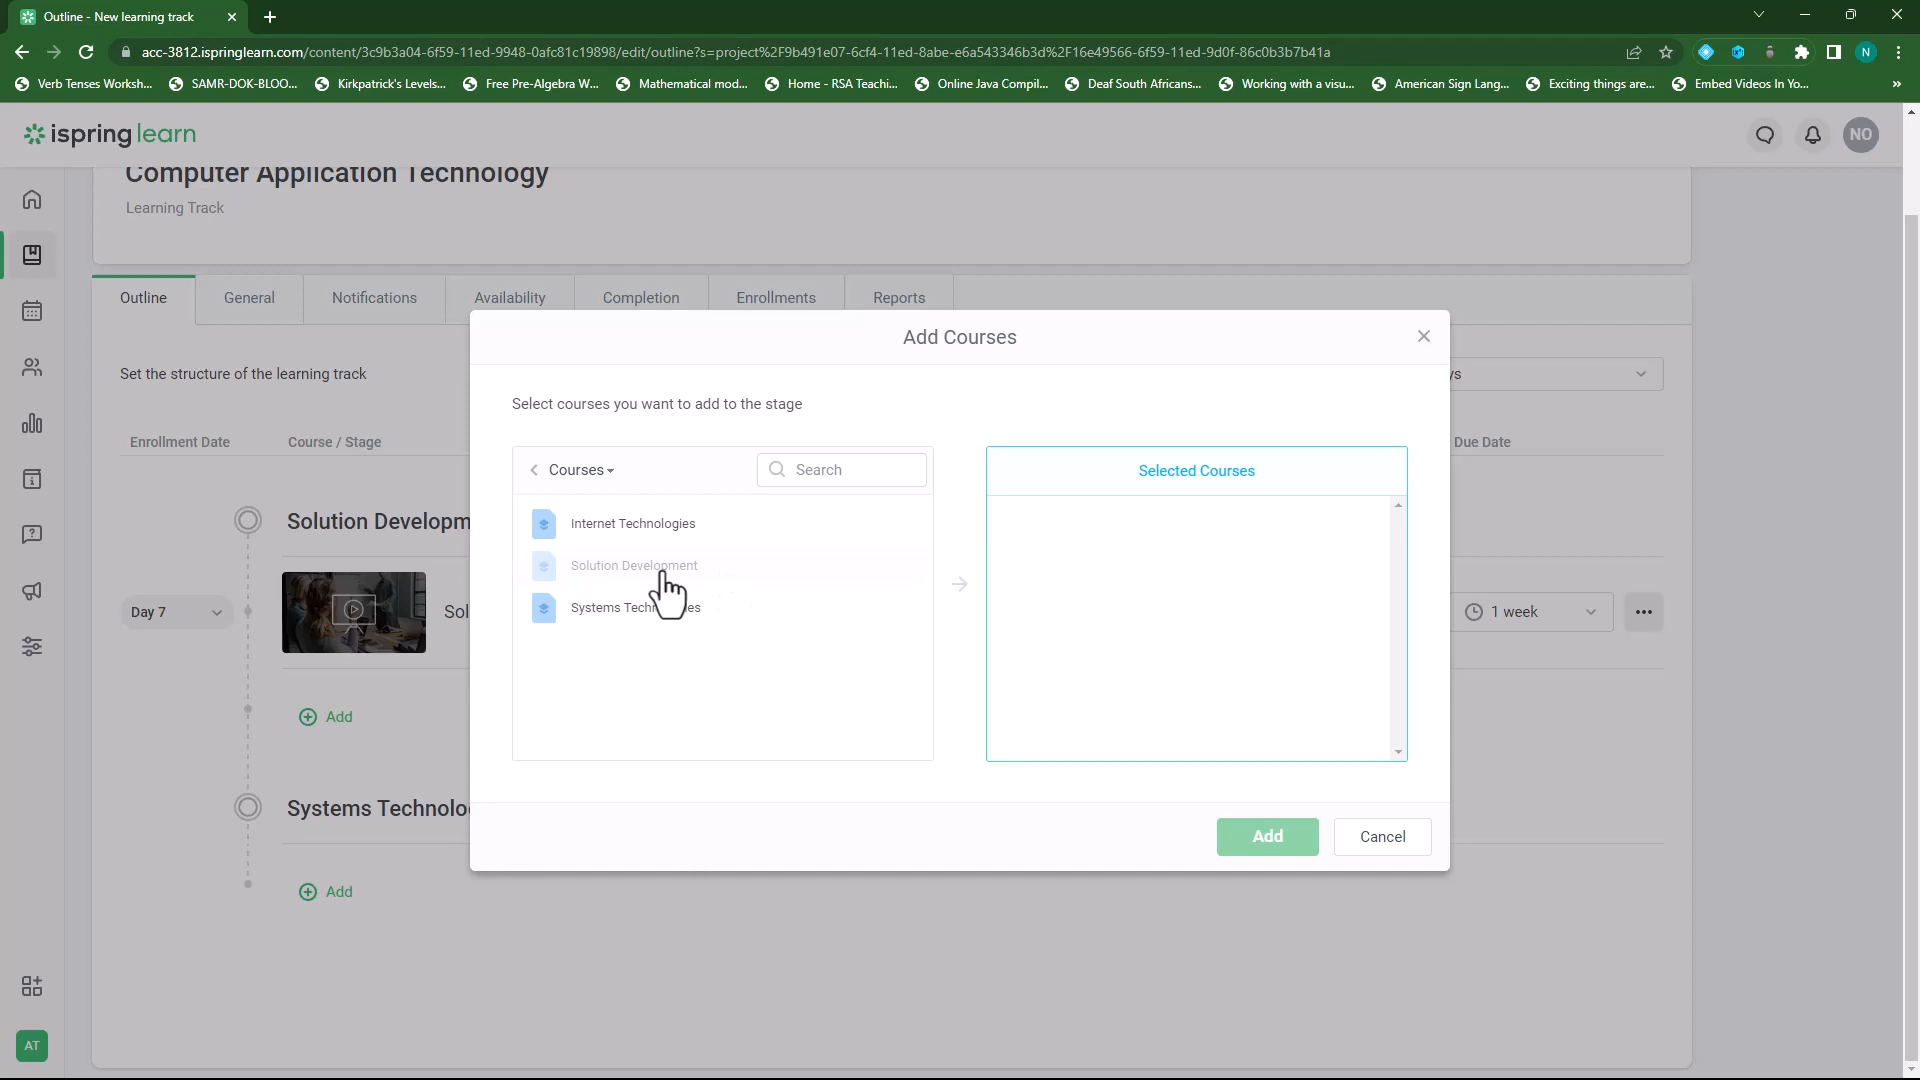 Outline - New learning track
acc-3812.ispringlearn.com/content/3c9b3a04-6f59-11ed-9948-0afc81c19898/edit/outline?s=project%2F9b491e07-6cf4-11ed-8abe-e6a543346b3d%2F16e49566-6f59-11ed-9d0f-86c0b3b7b41a
N
Verb Tenses Worksh... SAMR-DOK-BLOO... Kirkpatrick's Levels... Free Pre-Algebra W... Mathematical mod... Home - RSA Teachi... Online Java Compil... Deaf South Africans... Working with a visu... American Sign Lang... Exciting things are... Embed Videos In Yo... »
ispring learn
NO
Computer Application Technology
Learning Track
Outline General Notifications Availability Completion Enrollments Reports
Add Courses
Set the structure of the learning track
ys
Select courses you want to add to the stage
Enrollment Date Course / Stage
Due Date
Courses
Search
Selected Courses
Internet Technologies
Solution Developm
Solution Development
Systems Tech es
Day 7
Sol
1 week
Add
Systems Technolo
Add
Cancel
Add
AT